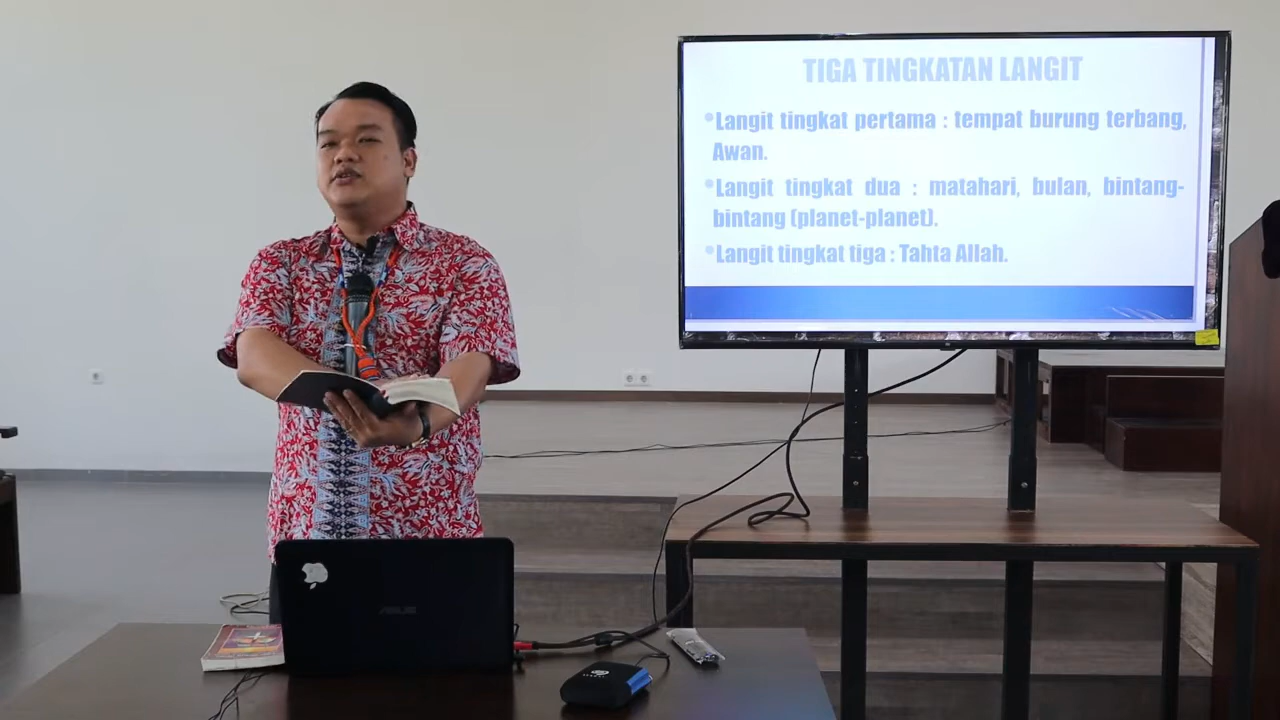 TIGA TINGKATAN LANGIT
Langit tingkat pertama : tempat burung terbang,
Awan.
Langit tingkat dua : matahari, bulan, bintang-
bintang (planet-planet).
Langit tingkat tiga : Tahta Allah.
ASUS